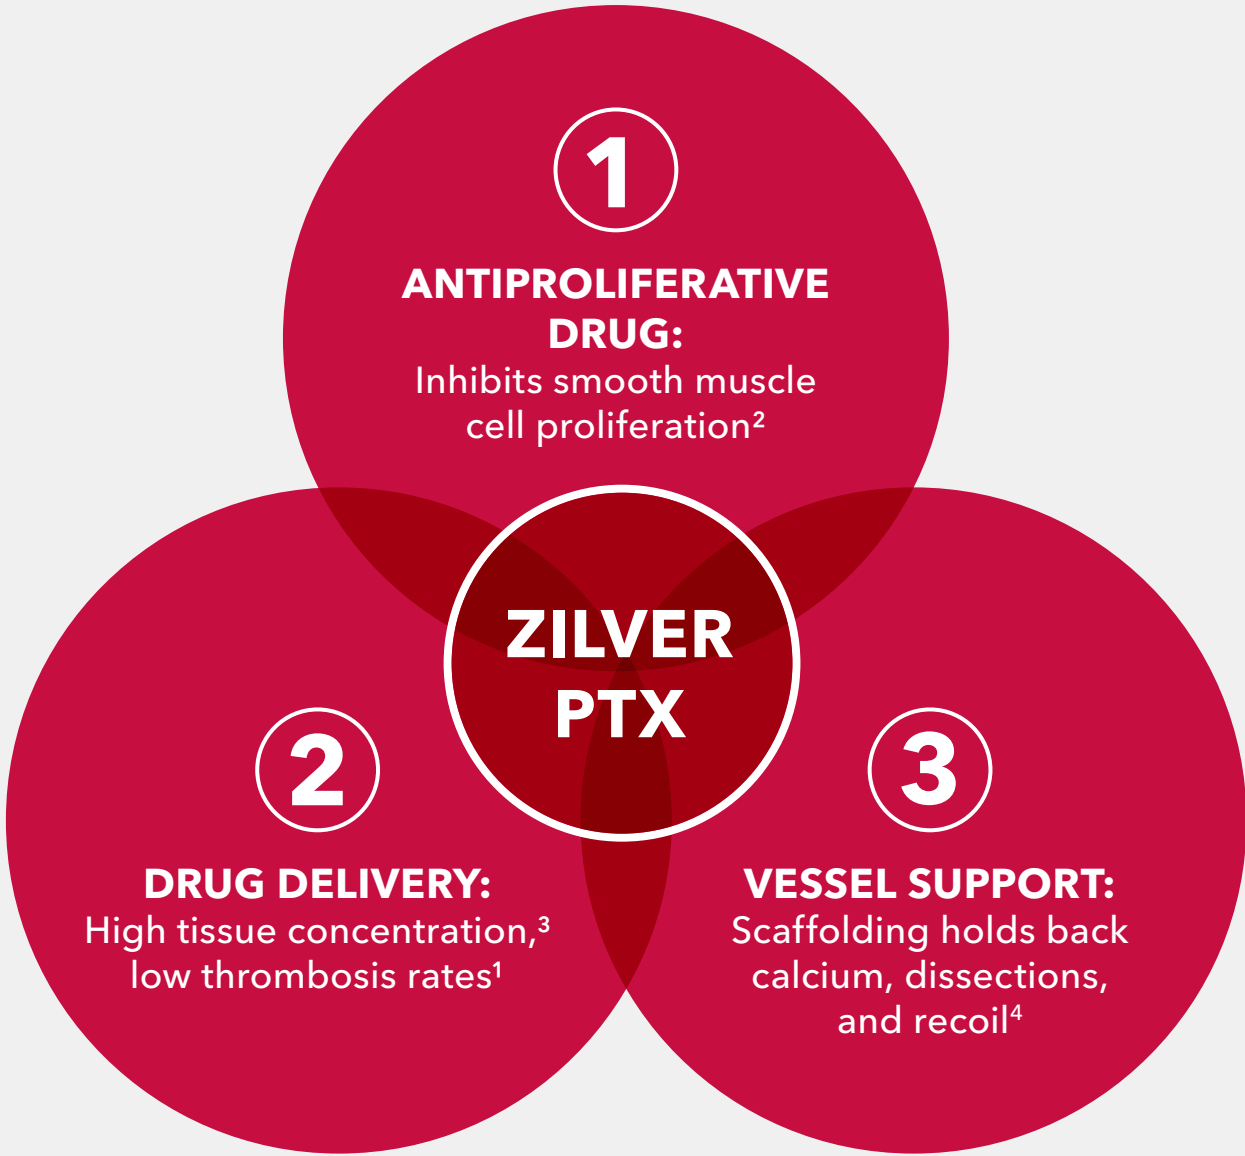 1
ANTIPROLIFERATIVE
DRUG:
Inhibits smooth muscle
cell proliferation²
ZILVER
PTX
2
DRUG DELIVERY:
High tissue concentration,³
low thrombosis rates¹
3
VESSEL SUPPORT:
Scaffolding holds back
calcium, dissections,
and recoil⁴